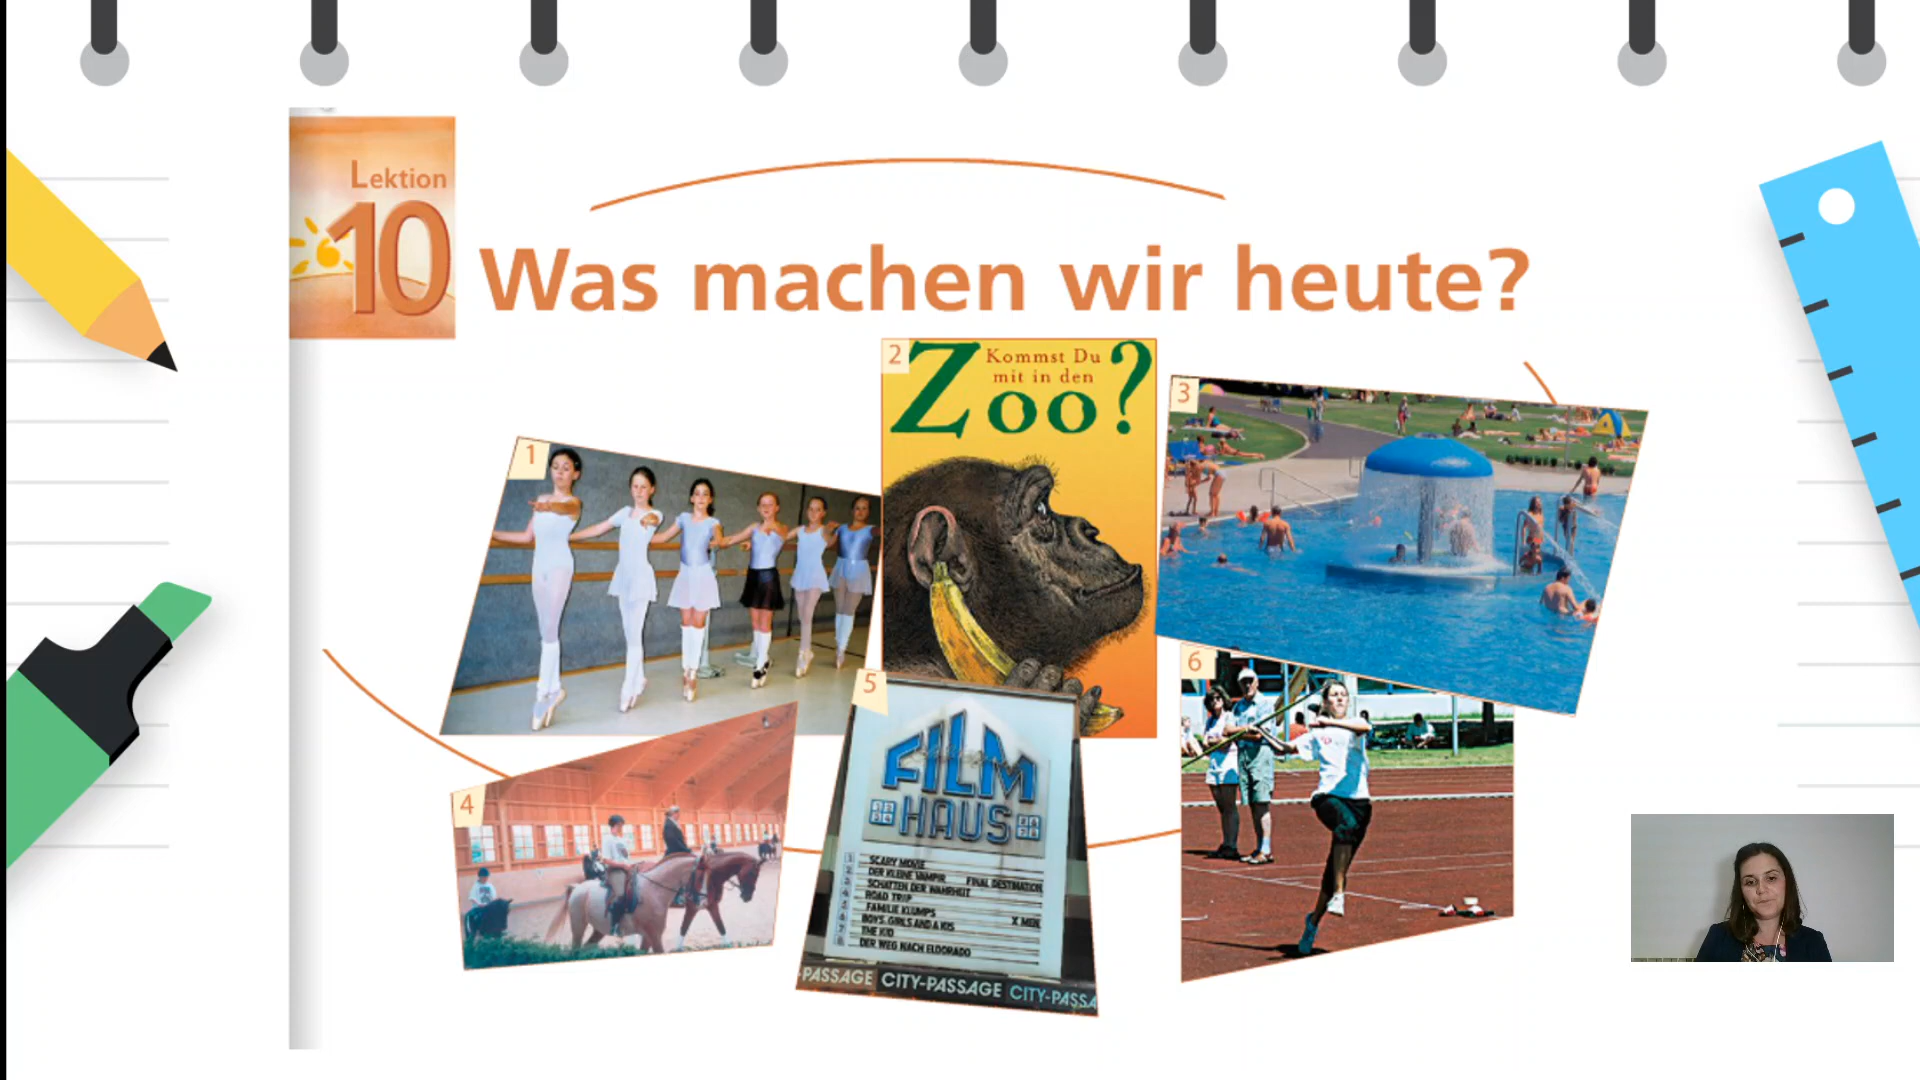 Lektion
10
Was machen wir heute?
1
2
Kommst Du
mit in den
Zoo?
3
4
5
FILM
HAUS
SCARY MOVIE
DER KLEINE VAMPIR FINAL DESTINATION
SCHATTEN DER WAHRHEIT
ROAD TRIP
FAMILIE KLUMPS X MEN
BOYS, GIRLS AND A KIS
THE KID
DER WEG NACH ELDORADO
-PASSAGE CITY-PASSAGE CITY-PASSA
6